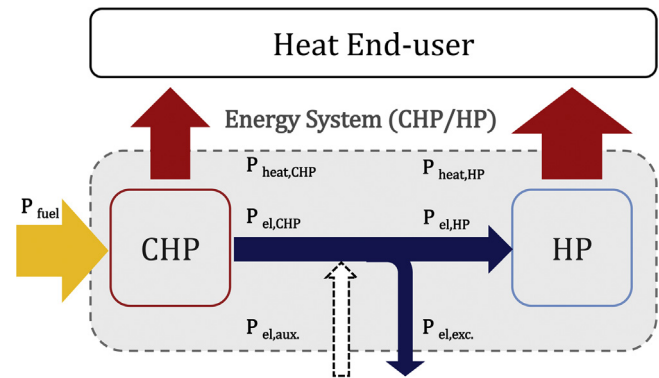 Heat End-user
Energy System (CHP/HP)
P heat,CHP
P heat,HP
P fuel
P el,CHP
P el,HP
CHP
HP
P el,aux.
P el,exc.